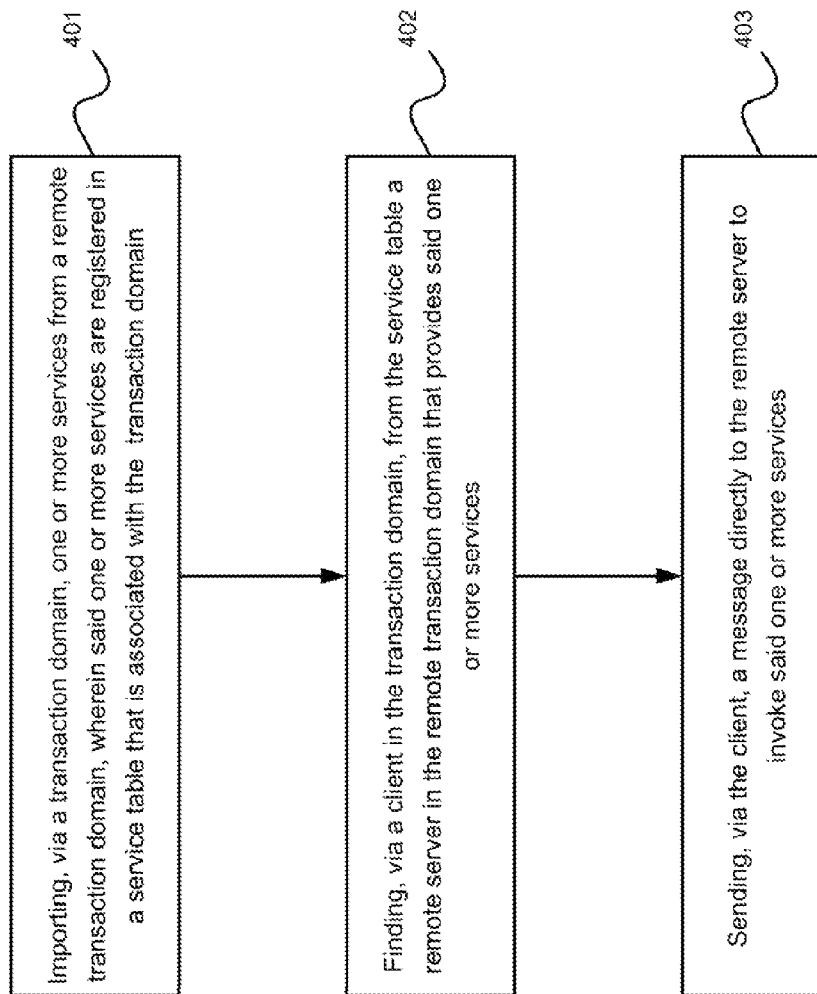 Importing, via a transaction domain, one or more services from a remote
transaction domain, wherein said one or more services are registered in
a service table that is associated with the transaction domain
401
Finding, via a client in the transaction domain, from the service table a
remote server in the remote transaction domain that provides said one
or more services
402
Sending, via the client, a message directly to the remote server to
invoke said one or more services
403